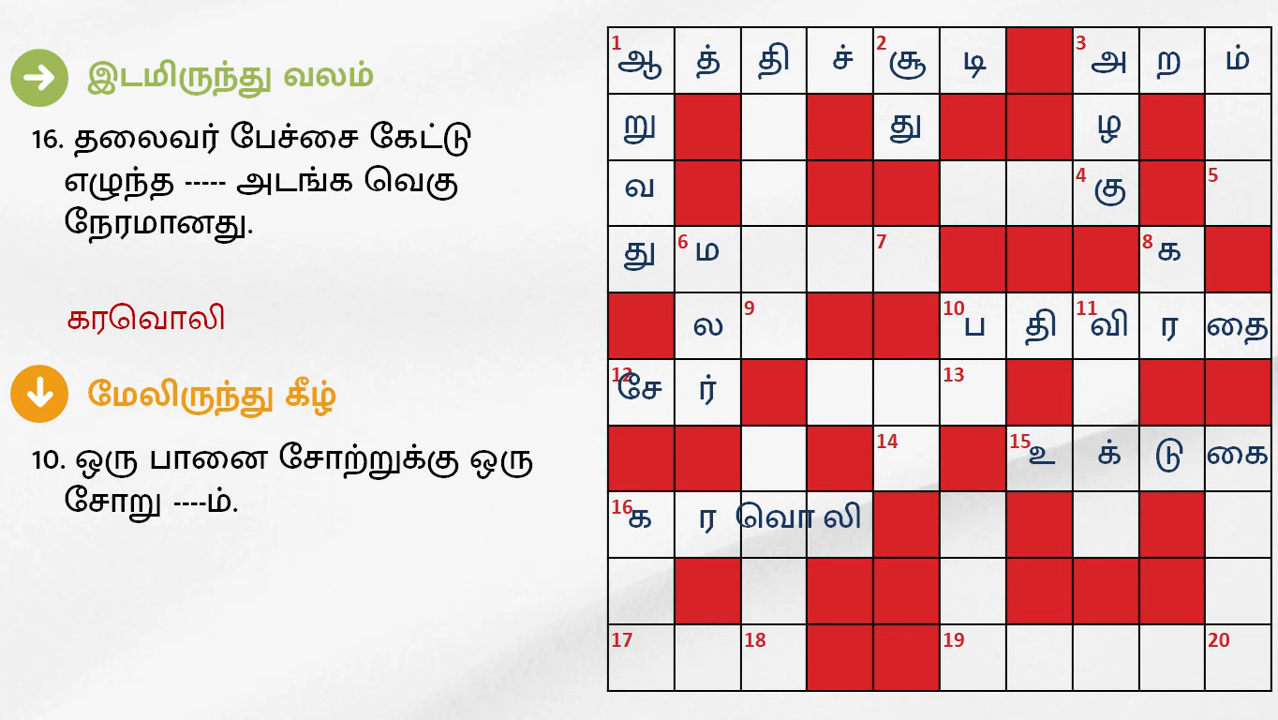 இடமிருந்து வலம்
16. தலைவர் பேச்சை கேட்டு
எழுந்த ----- அடங்க வெகு
நேரமானது.
கரவொலி
மேலிருந்து கீழ்
10. ஒரு பானை சோற்றுக்கு ஒரு
சோறு ----ம்.
1 ஆ த் தி ச் 2 சூ டி 3 அ ற ம்
று து ழ
வ 4 கு 5
து 6 ம 7 8 க
ல 9 10 ப தி 11 வி ர தை
12 சே ர் 13
14 15 உ க் டு கை
16 க ர வொ லி
17 18 19 20